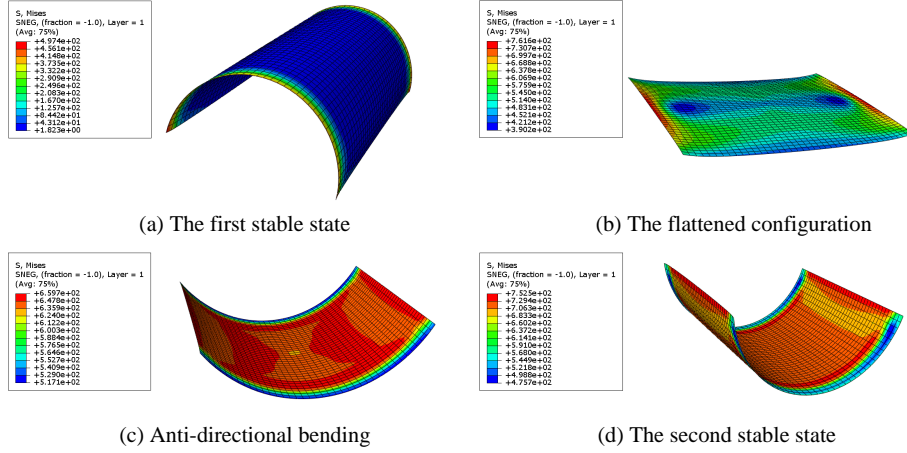 S, Mises
SNEG, (fraction = -1.0), Layer = 1
(Avg: 75%)
+4.974e+02
+4.561e+02
+4.148e+02
+3.735e+02
+3.322e+02
+2.909e+02
+2.496e+02
+2.083e+02
+1.670e+02
+1.257e+02
+8.442e+01
+4.312e+01
+1.823e+00
(a) The first stable state
S, Mises
SNEG, (fraction = -1.0), Layer = 1
(Avg: 75%)
+7.616e+02
+7.307e+02
+6.997e+02
+6.688e+02
+6.378e+02
+6.069e+02
+5.759e+02
+5.450e+02
+5.140e+02
+4.831e+02
+4.521e+02
+4.212e+02
+3.902e+02
(b) The flattened configuration
S, Mises
SNEG, (fraction = -1.0), Layer = 1
(Avg: 75%)
+6.597e+02
+6.478e+02
+6.359e+02
+6.240e+02
+6.122e+02
+6.003e+02
+5.884e+02
+5.765e+02
+5.646e+02
+5.527e+02
+5.409e+02
+5.290e+02
+5.171e+02
(c) Anti-directional bending
S, Mises
SNEG, (fraction = -1.0), Layer = 1
(Avg: 75%)
+7.525e+02
+7.294e+02
+7.063e+02
+6.833e+02
+6.602e+02
+6.372e+02
+6.141e+02
+5.910e+02
+5.680e+02
+5.449e+02
+5.218e+02
+4.988e+02
+4.757e+02
(d) The second stable state